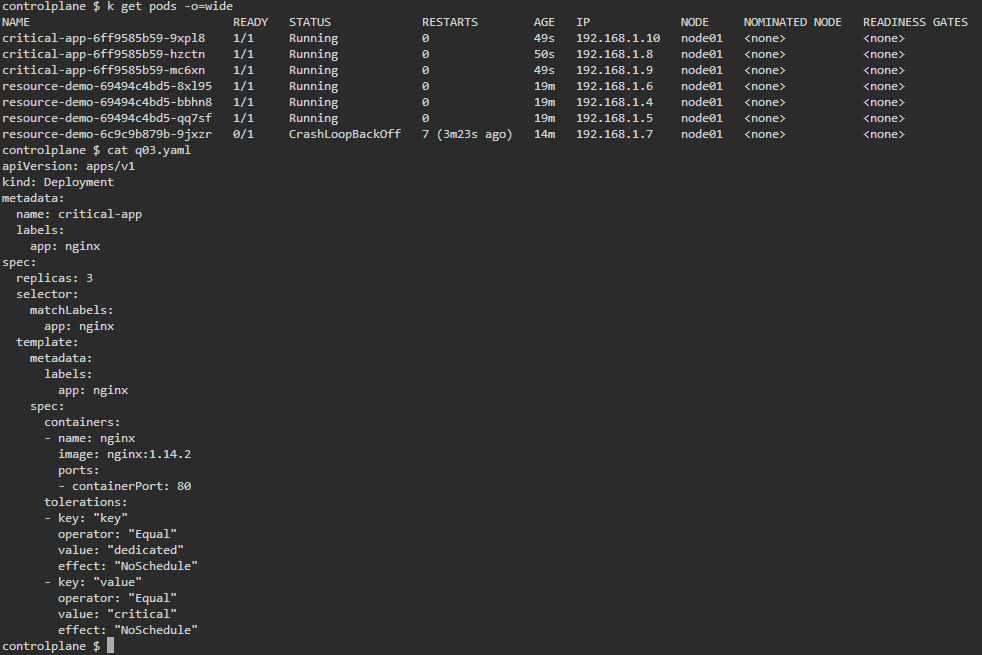 controlplane $ k get pods -o=wide
NAME                             READY   STATUS             RESTARTS        AGE   IP             NODE     NOMINATED NODE   READINESS GATES
critical-app-6ff9585b59-9xpl8    1/1     Running            0               49s   192.168.1.10   node01   <none>           <none>
critical-app-6ff9585b59-hzctn    1/1     Running            0               50s   192.168.1.8    node01   <none>           <none>
critical-app-6ff9585b59-mc6xn    1/1     Running            0               49s   192.168.1.9    node01   <none>           <none>
resource-demo-69494c4bd5-8xl95   1/1     Running            0               19m   192.168.1.6    node01   <none>           <none>
resource-demo-69494c4bd5-bbhn8   1/1     Running            0               19m   192.168.1.4    node01   <none>           <none>
resource-demo-69494c4bd5-qq7sf   1/1     Running            0               19m   192.168.1.5    node01   <none>           <none>
resource-demo-6c9c9b879b-9jxzr   0/1     CrashLoopBackOff   7 (3m23s ago)   14m   192.168.1.7    node01   <none>           <none>
controlplane $ cat q03.yaml
apiVersion: apps/v1
kind: Deployment
metadata:
  name: critical-app
  labels:
    app: nginx
spec:
  replicas: 3
  selector:
    matchLabels:
      app: nginx
  template:
    metadata:
      labels:
        app: nginx
    spec:
      containers:
      - name: nginx
        image: nginx:1.14.2
        ports:
        - containerPort: 80
      tolerations:
      - key: "key"
        operator: "Equal"
        value: "dedicated"
        effect: "NoSchedule"
      - key: "value"
        operator: "Equal"
        value: "critical"
        effect: "NoSchedule"
controlplane $